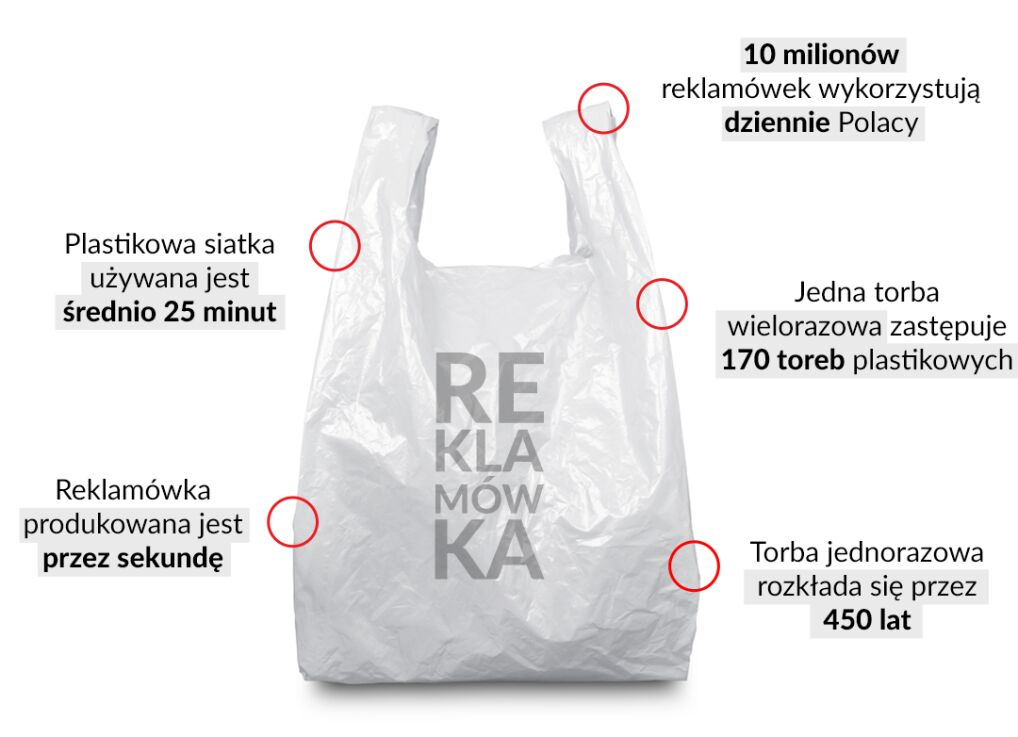 10 milionów
reklamówek wykorzystują
dziennie Polacy
Plastikowa siatka
używana jest
średnio 25 minut
Jedna torba
wielorazowa zastępuje
170 toreb plastikowych
RE
KLA
MÓW
KA
Reklamówka
produkowana jest
przez sekundę
Torba jednorazowa
rozkłada się przez
450 lat